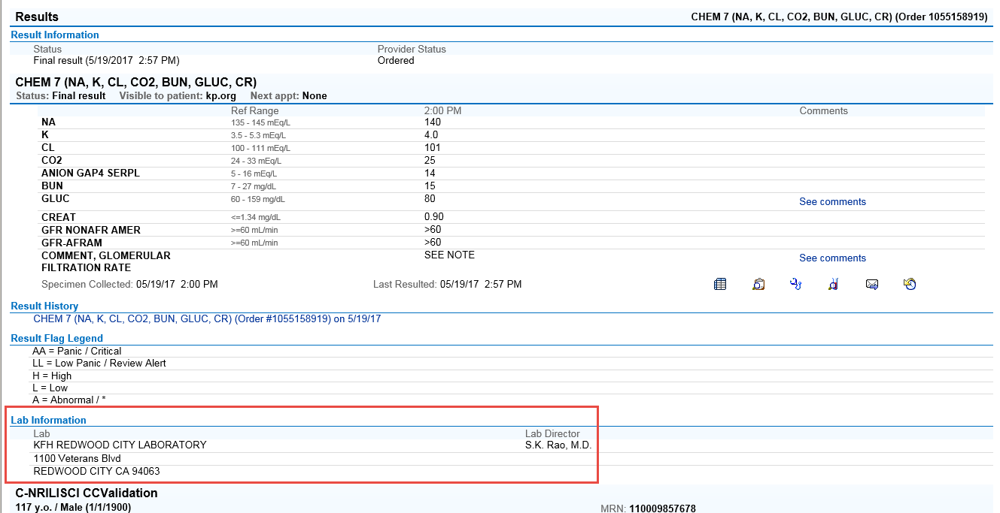 Results CHEM 7 (NA, K, CL, CO2, BUN, GLUC, CR) (Order 1055158919)
Result Information
Status Provider Status
Final result (5/19/2017 2:57 PM) Ordered
CHEM 7 (NA, K, CL, CO2, BUN, GLUC, CR)
Status: Final result Visible to patient: kp.org Next appt: None
Ref Range 2:00 PM Comments
NA 135 - 145 mEq/L 140
K 3.5 - 5.3 mEq/L 4.0
CL 100 - 111 mEq/L 101
CO2 24 - 33 mEq/L 25
ANION GAP4 SERPL 5 - 16 mEq/L 14
BUN 7 - 27 mg/dL 15
GLUC 60 - 159 mg/dL 80 See comments
CREAT <=1.34 mg/dL 0.90
GFR NONAFR AMER >=60 mL/min >60
GFR-AFRAM >=60 mL/min >60
COMMENT, GLOMERULAR SEE NOTE See comments
FILTRATION RATE
Specimen Collected: 05/19/17 2:00 PM Last Resulted: 05/19/17 2:57 PM
Result History
CHEM 7 (NA, K, CL, CO2, BUN, GLUC, CR) (Order #1055158919) on 5/19/17
Result Flag Legend
AA = Panic / Critical
LL = Low Panic / Review Alert
H = High
L = Low
A = Abnormal / *
Lab Information
Lab Lab Director
KFH REDWOOD CITY LABORATORY S.K. Rao, M.D.
1100 Veterans Blvd
REDWOOD CITY CA 94063
C-NRILISCI CCValidation
117 y.o. / Male (1/1/1900) MRN: 110009857678